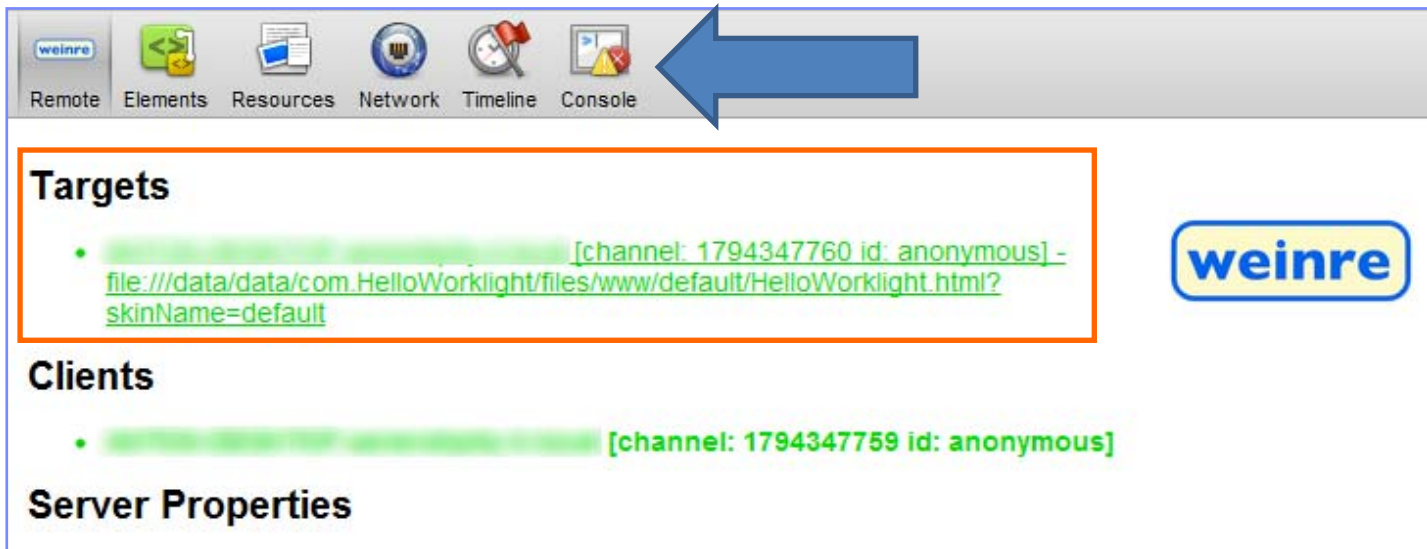 weinre
Remote Elements Resources Network Timeline Console
Targets
[channel: 1794347760 id: anonymous] -
file:///data/data/com.HelloWorklight/files/www/default/HelloWorklight.html?
skinName=default
weinre
Clients
[channel: 1794347759 id: anonymous]
Server Properties